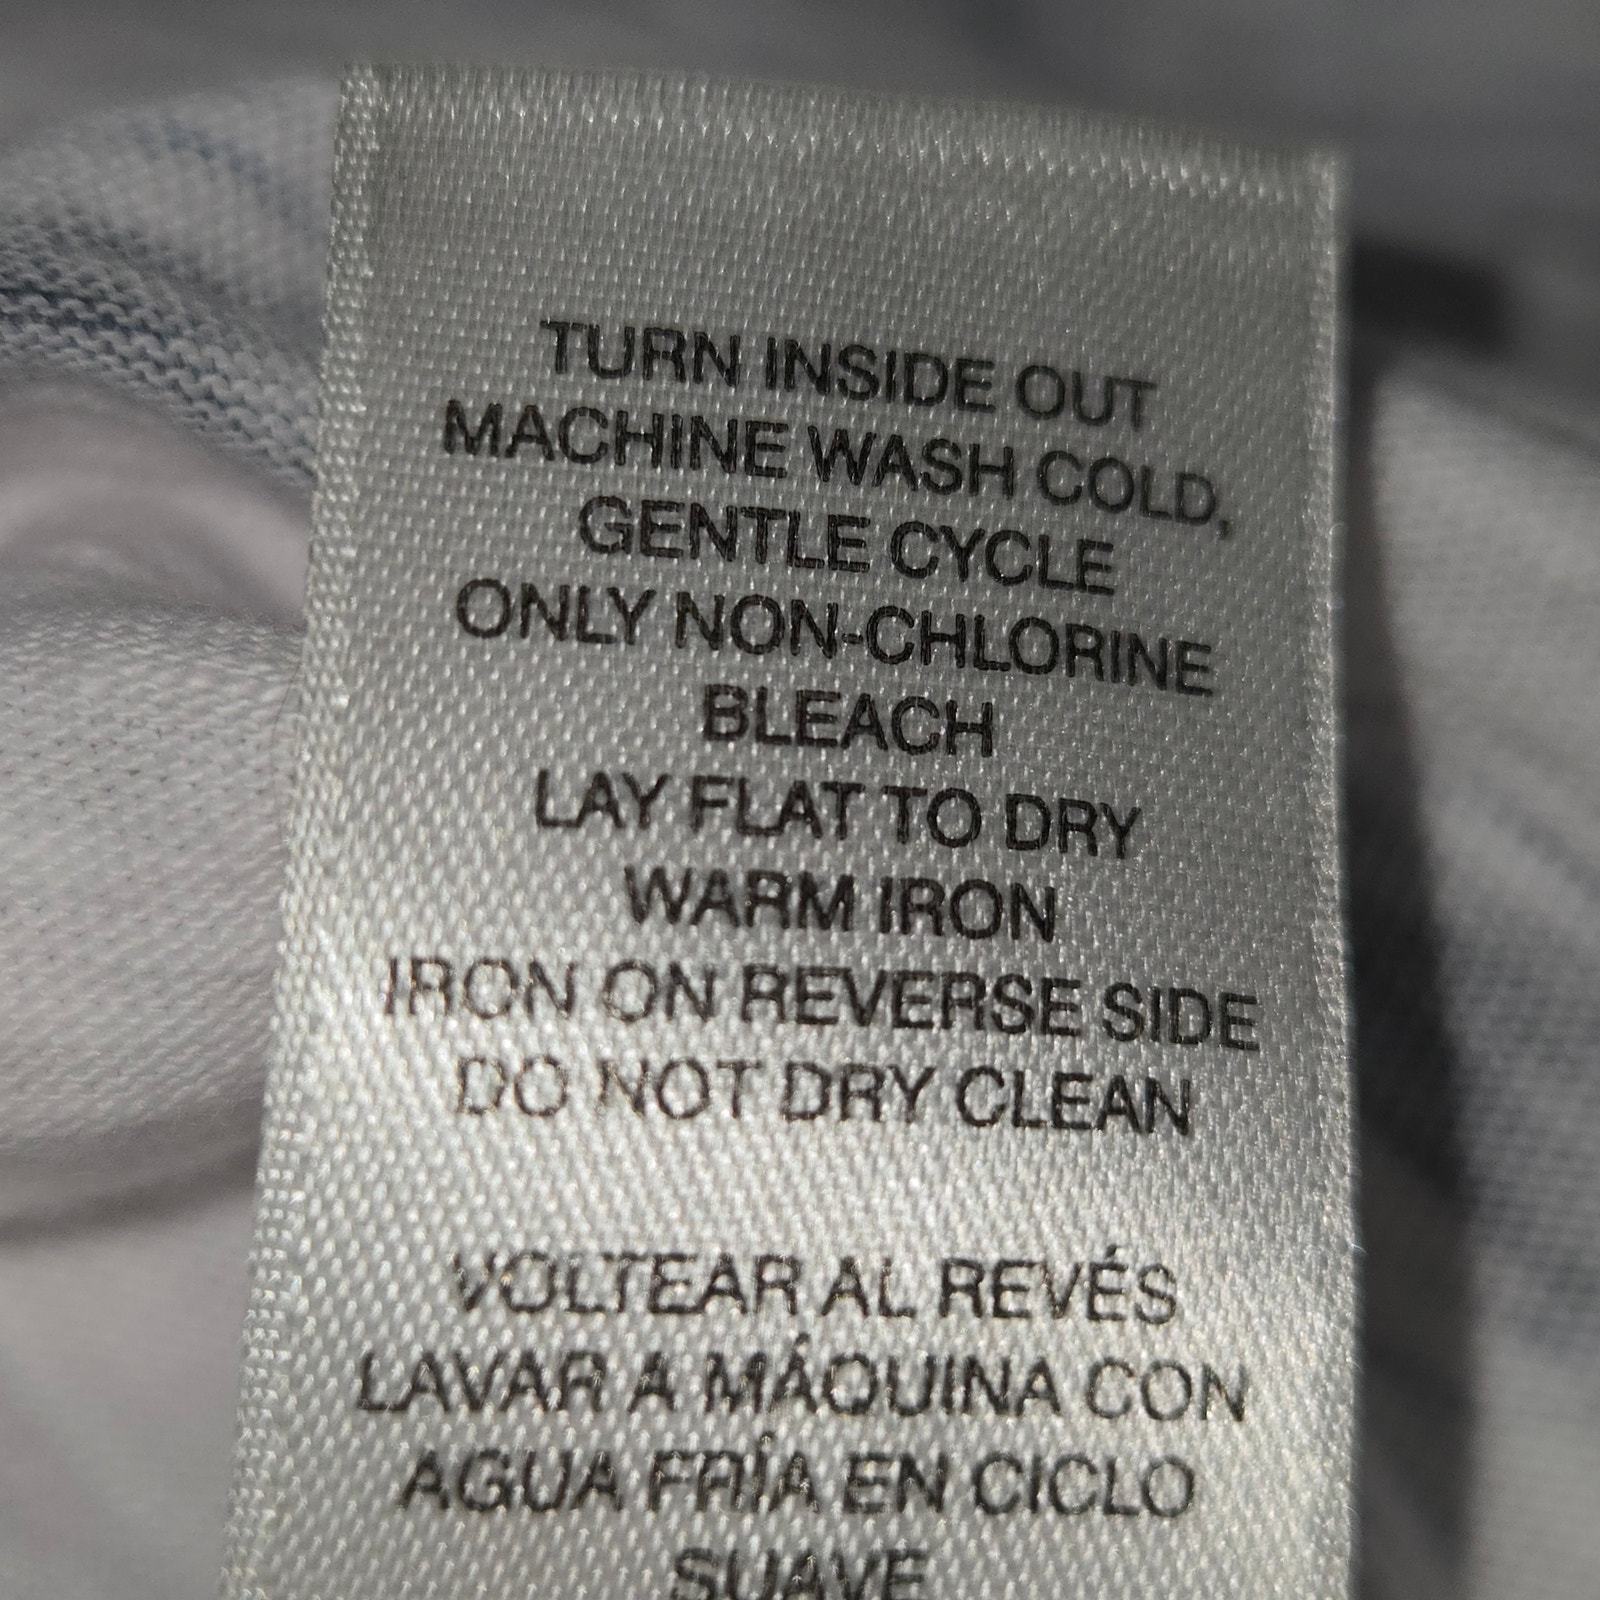 TURN INSIDE OUT
MACHINE WASH COLD,
GENTLE CYCLE
ONLY NON-CHLORINE
BLEACH
LAY FLAT TO DRY
WARM IRON
IRON ON REVERSE SIDE
DO NOT DRY CLEAN
VOLTEAR AL REVÉS
LAVAR A MÁQUINA CON
AGUA FRÍA EN CICLO
SUAVE